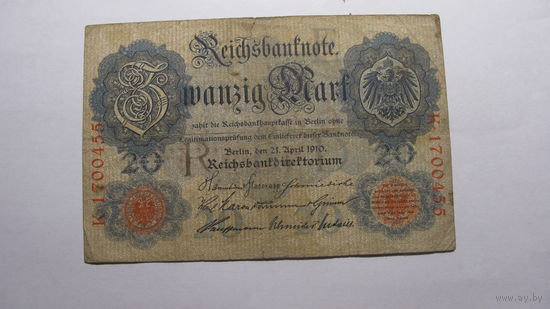 Reichsbanknote.
Zwanzig Mark
zahlt die Reichsbankhauptkasse in Berlin ohne
Legitimationsprüfung dem Einlieferer dieser Banknote
Berlin, den 21. April 1910.
Reichsbankdirektorium
20 R 20
K·1700455
K·1700455
www.ay.by